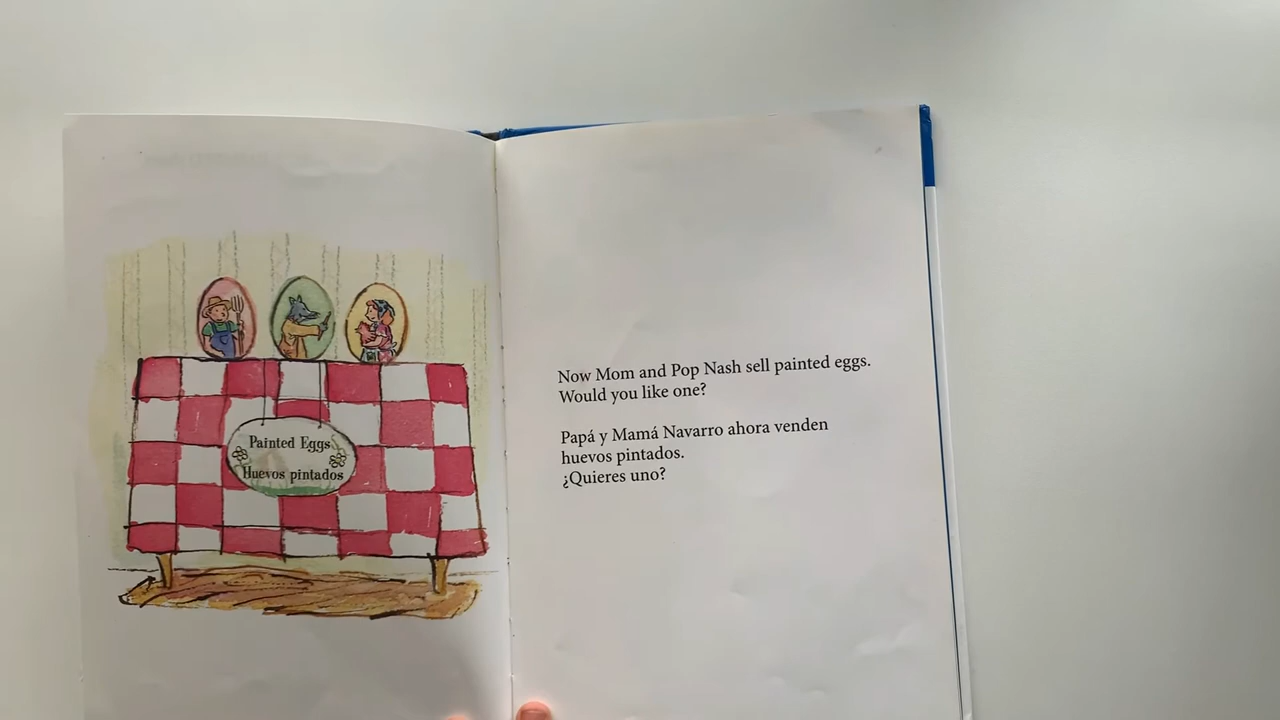 Painted Eggs
Huevos pintados
Now Mom and Pop Nash sell painted eggs.
Would you like one?
Papá y Mamá Navarro ahora venden
huevos pintados.
¿Quieres uno?